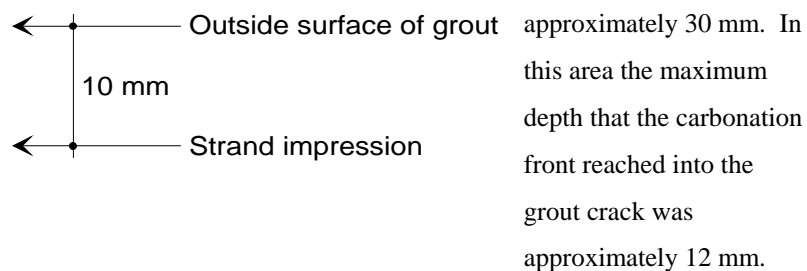 Outside surface of grout
10 mm
Strand impression
approximately 30 mm.  In
this area the maximum
depth that the carbonation
front reached into the
grout crack was
approximately 12 mm.